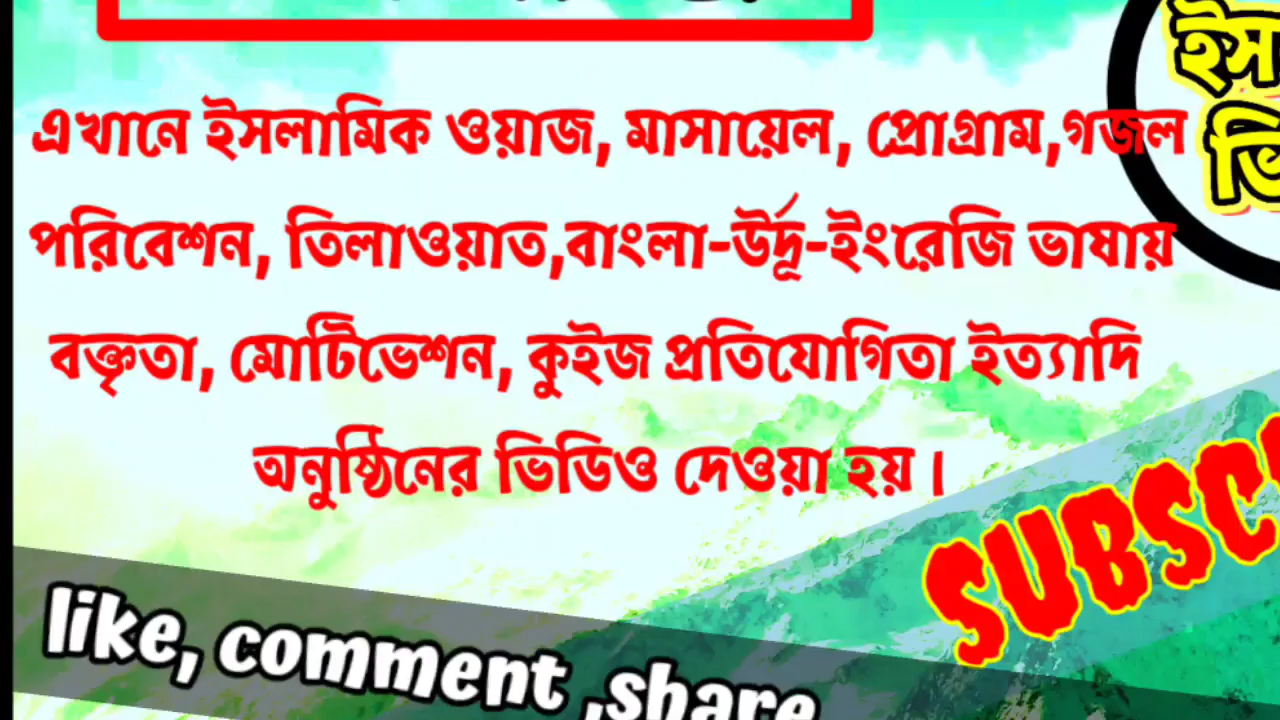 এখানে ইসলামিক ওয়াজ, মাসায়েল, প্রোগ্রাম,গজল
পরিবেশন, তিলাওয়াত,বাংলা-উর্দূ-ইংরেজি ভাষায়
বক্তৃতা, মোটিভেশন, কুইজ প্রতিযোগিতা ইত্যাদি
অনুষ্ঠিনের ভিডিও দেওয়া হয়।
like, comment ,share